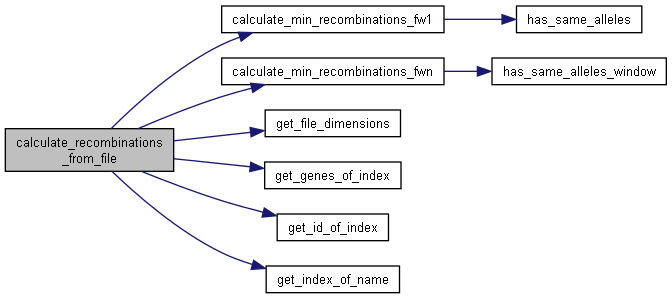 calculate_min_recombinations_fw1
has_same_alleles
calculate_min_recombinations_fwn
has_same_alleles_window
get_file_dimensions
calculate_recombinations
_from_file
get_genes_of_index
get_id_of_index
get_index_of_name